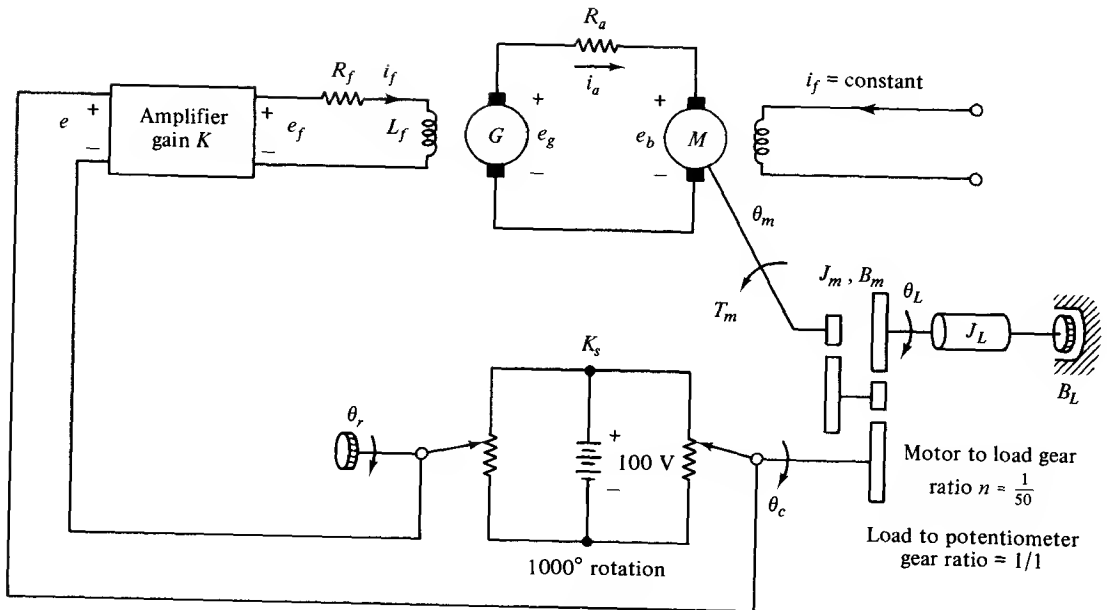 R_a
R_f
i_f
i_f = constant
i_a
e
+
−
Amplifier
gain K
+
e_f
−
L_f
G
+
e_g
−
+
e_b
−
M
θ_m
J_m , B_m
θ_L
T_m
J_L
B_L
K_s
θ_r
+
100 V
−
θ_c
Motor to load gear
ratio n = 1/50
Load to potentiometer
gear ratio = 1/1
1000° rotation